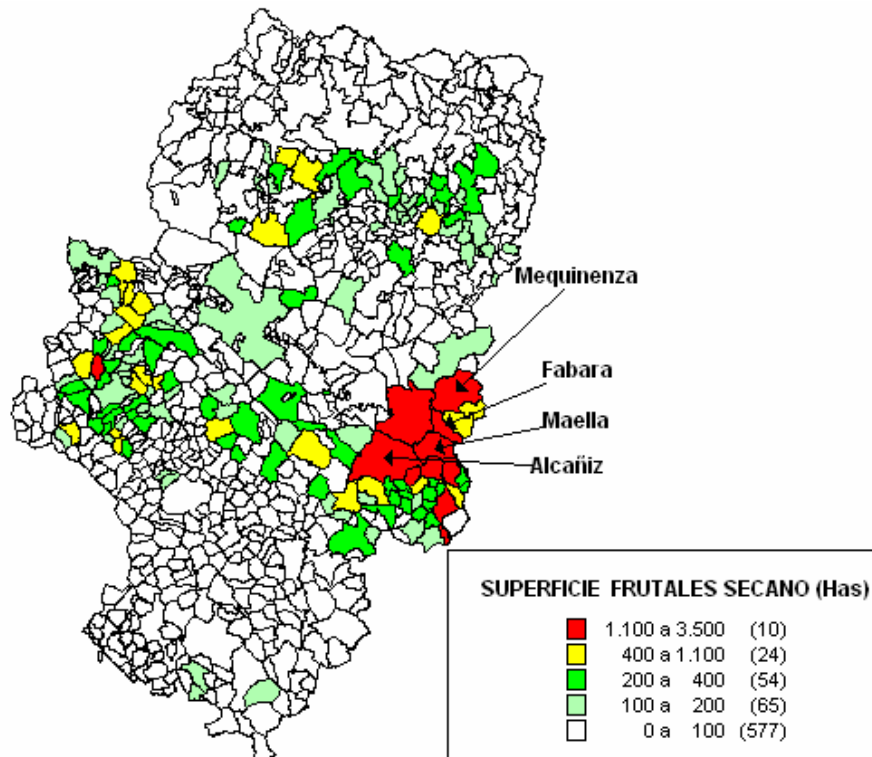 Mequinenza
Fabara
Maella
Alcañiz
SUPERFICIE FRUTALES SECANO (Has)
1.100 a 3.500 (10)
400 a 1.100 (24)
200 a 400 (54)
100 a 200 (65)
0 a 100 (577)